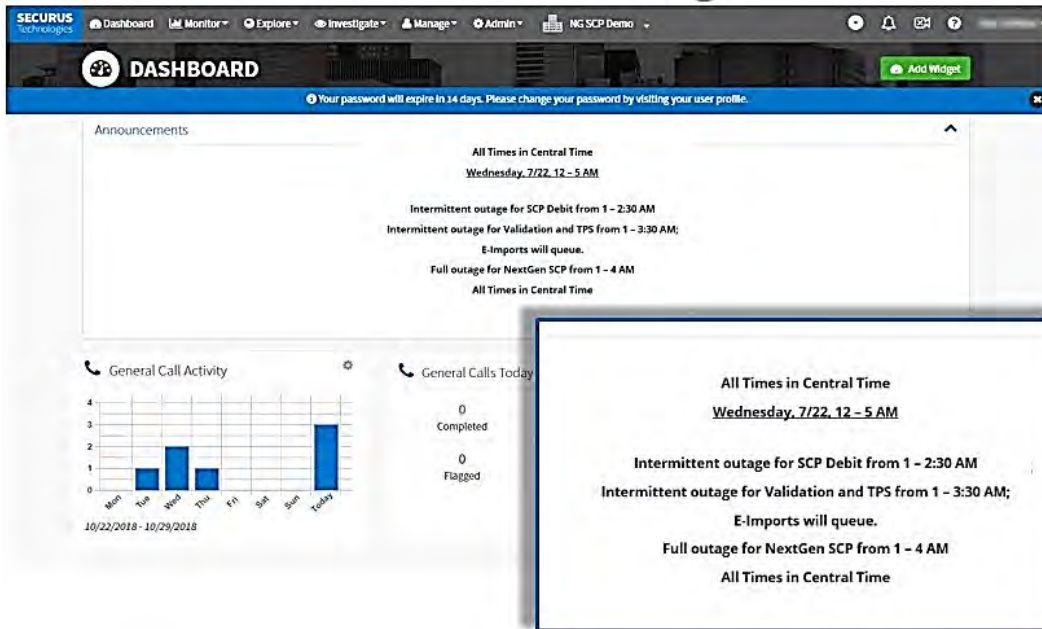 SECURUS Technologies Dashboard Monitor Explore Investigate Manage Admin NG SCP Demo
DASHBOARD Add Widget
Your password will expire in 14 days. Please change your password by visiting your user profile.
Announcements
All Times in Central Time
Wednesday, 7/22, 12 – 5 AM
Intermittent outage for SCP Debit from 1 – 2:30 AM
Intermittent outage for Validation and TPS from 1 – 3:30 AM;
E-Imports will queue.
Full outage for NextGen SCP from 1 – 4 AM
All Times in Central Time
General Call Activity
4
3
2
1
0
Mon Tue Wed Thu Fri Sat Sun Today
10/22/2018 - 10/29/2018
General Calls Today
0
Completed
0
Flagged
All Times in Central Time
Wednesday, 7/22, 12 – 5 AM
Intermittent outage for SCP Debit from 1 – 2:30 AM
Intermittent outage for Validation and TPS from 1 – 3:30 AM;
E-Imports will queue.
Full outage for NextGen SCP from 1 – 4 AM
All Times in Central Time